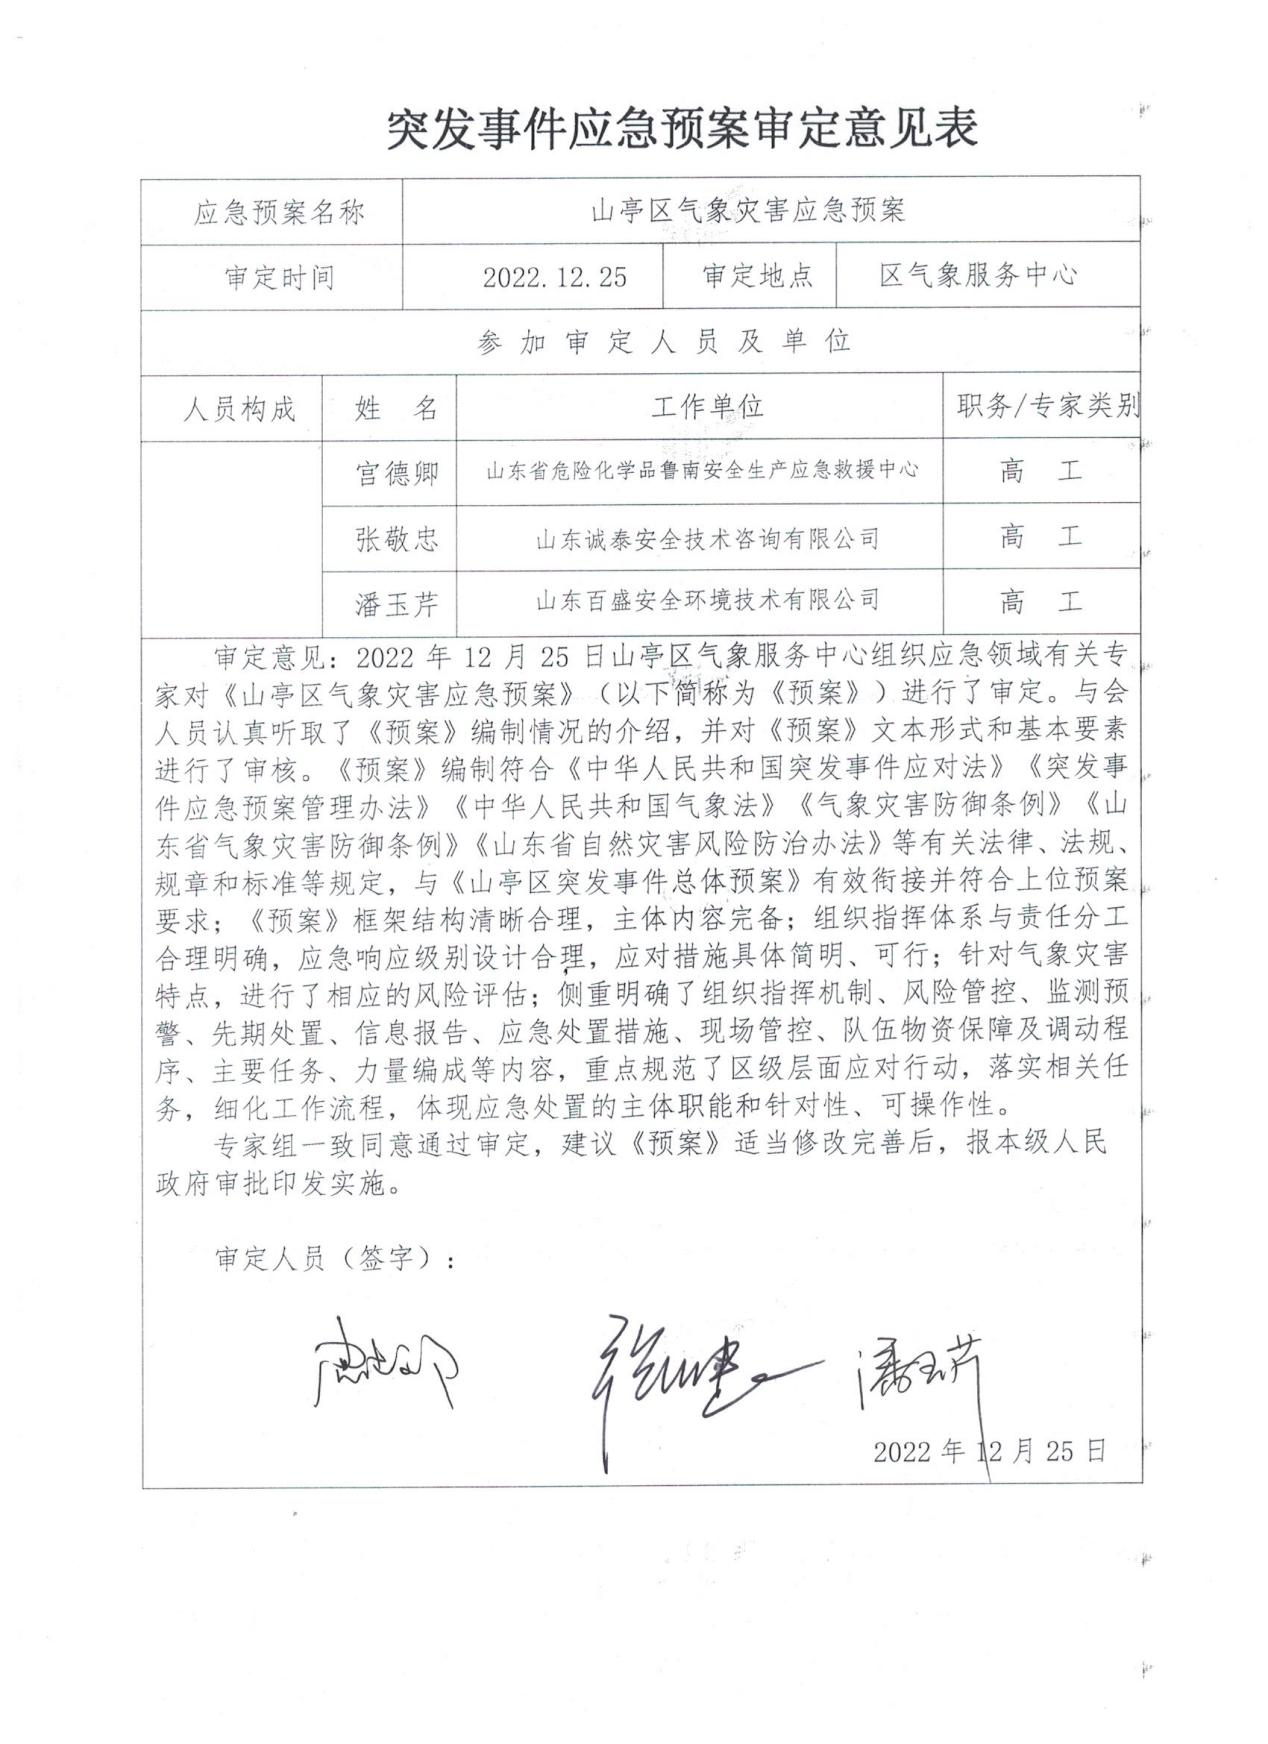 突发事件应急预案审定意见表
应急预案名称 山亭区气象灾害应急预案
审定时间 2022.12.25 审定地点 区气象服务中心
参加审定人员及单位
人员构成 姓 名 工作单位 职务/专家类别
宫德卿 山东省危险化学品鲁南安全生产应急救援中心 高 工
张敬忠 山东诚泰安全技术咨询有限公司 高 工
潘玉芹 山东百盛安全环境技术有限公司 高 工
审定意见：2022 年 12 月 25 日山亭区气象服务中心组织应急领域有关专
家对《山亭区气象灾害应急预案》（以下简称为《预案》）进行了审定。与会
人员认真听取了《预案》编制情况的介绍，并对《预案》文本形式和基本要素
进行了审核。《预案》编制符合《中华人民共和国突发事件应对法》《突发事
件应急预案管理办法》《中华人民共和国气象法》《气象灾害防御条例》《山
东省气象灾害防御条例》《山东省自然灾害风险防治办法》等有关法律、法规、
规章和标准等规定，与《山亭区突发事件总体预案》有效衔接并符合上位预案
要求；《预案》框架结构清晰合理，主体内容完备；组织指挥体系与责任分工
合理明确，应急响应级别设计合理，应对措施具体简明、可行；针对气象灾害
特点，进行了相应的风险评估；侧重明确了组织指挥机制、风险管控、监测预
警、先期处置、信息报告、应急处置措施、现场管控、队伍物资保障及调动程
序、主要任务、力量编成等内容，重点规范了区级层面应对行动，落实相关任
务，细化工作流程，体现应急处置的主体职能和针对性、可操作性。
专家组一致同意通过审定，建议《预案》适当修改完善后，报本级人民
政府审批印发实施。
审定人员（签字）：
潘玉芹
2022 年 12 月 25 日